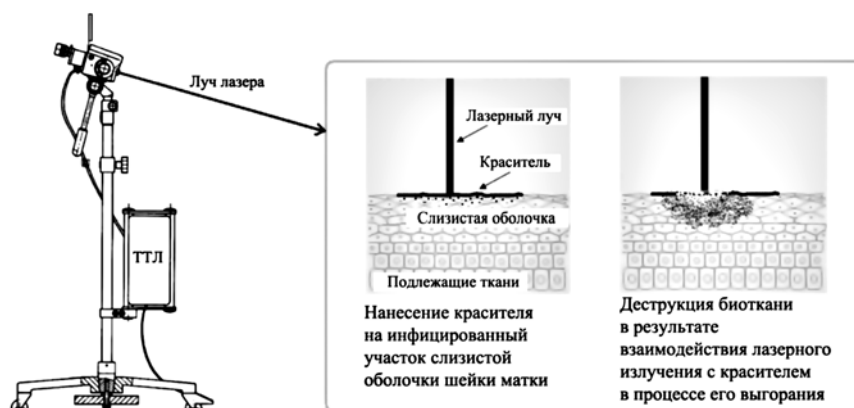 Луч лазера
ТТЛ
Лазерный луч
Краситель
Слизистая оболочка
Подлежащие ткани
Нанесение красителя
на инфицированный
участок слизистой
оболочки шейки матки
Деструкция биоткани
в результате
взаимодействия лазерного
излучения с красителем
в процессе его выгорания